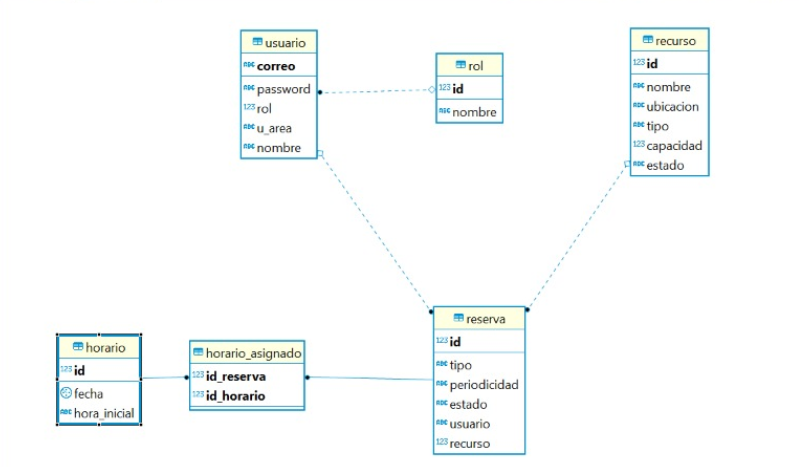 usuario
ABC correo
ABC password
123 rol
ABC u_area
ABC nombre
rol
123 id
ABC nombre
recurso
123 id
ABC nombre
ABC ubicacion
ABC tipo
123 capacidad
ABC estado
horario
123 id
fecha
ABC hora_inicial
horario_asignado
123 id_reserva
123 id_horario
reserva
123 id
ABC tipo
ABC periodicidad
ABC estado
ABC usuario
123 recurso